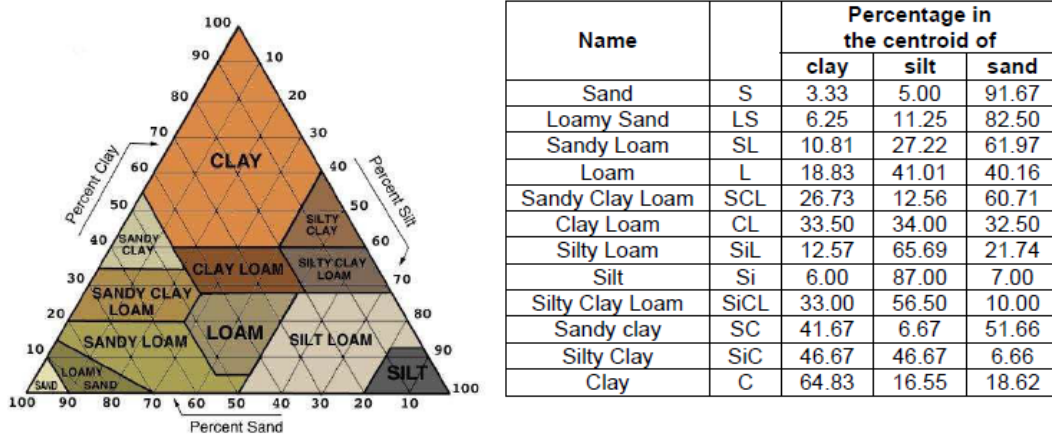 100
90 10
80 20
70 30
CLAY
60 40
Percent Clay Percent Silt
50 50
SILTY
CLAY
SANDY
CLAY
40 60
CLAY LOAM
SILTY CLAY
LOAM
30 70
SANDY CLAY
LOAM
20 80
LOAM
SANDY LOAM SILT LOAM
10 90
LOAMY
SAND
SAND
SILT
100
100 90 80 70 60 50 40 30 20 10
Percent Sand
Name Percentage in
the centroid of
clay silt sand
Sand S 3.33 5.00 91.67
Loamy Sand LS 6.25 11.25 82.50
Sandy Loam SL 10.81 27.22 61.97
Loam L 18.83 41.01 40.16
Sandy Clay Loam SCL 26.73 12.56 60.71
Clay Loam CL 33.50 34.00 32.50
Silty Loam SiL 12.57 65.69 21.74
Silt Si 6.00 87.00 7.00
Silty Clay Loam SiCL 33.00 56.50 10.00
Sandy clay SC 41.67 6.67 51.66
Silty Clay SiC 46.67 46.67 6.66
Clay C 64.83 16.55 18.62